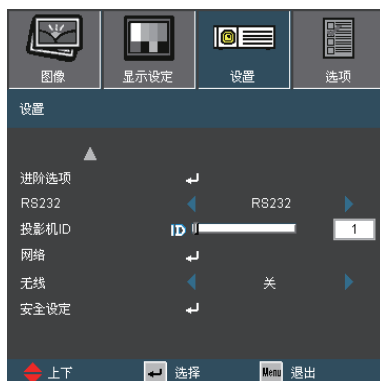 图像 显示设定 设置 选项
设置
进阶选项
RS232 RS232
投影机ID ID 1
网络
无线 关
安全设定
上下 选择 Menu 退出